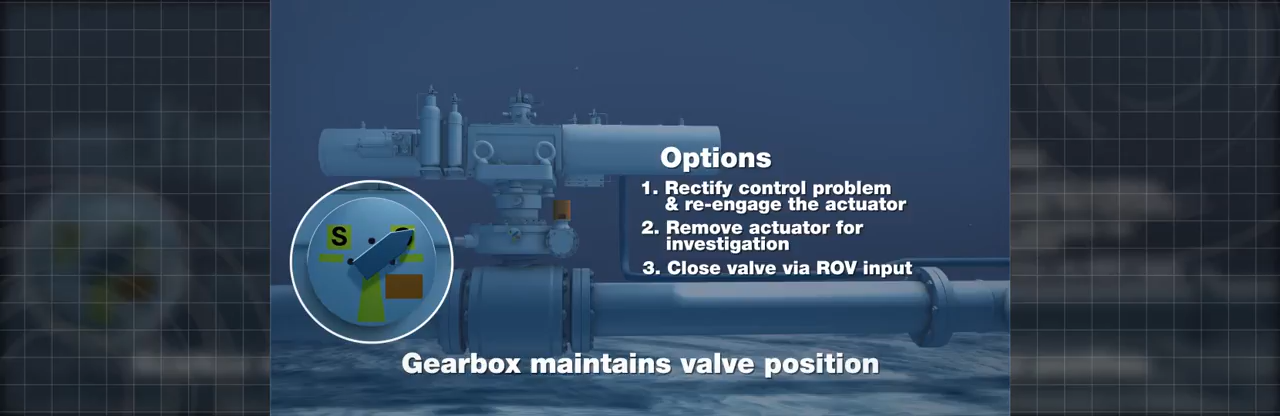 Options
1. Rectify control problem
& re-engage the actuator
2. Remove actuator for
investigation
3. Close valve via ROV input
S
Gearbox maintains valve position